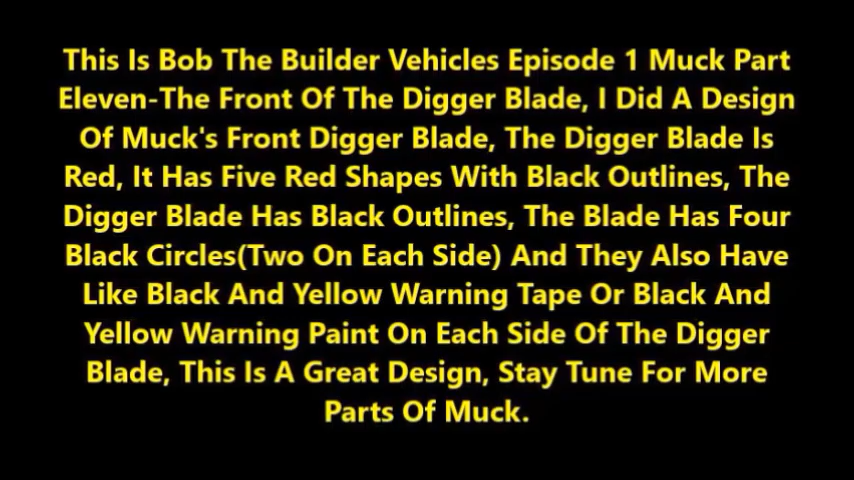 This Is Bob The Builder Vehicles Episode 1 Muck Part
Eleven-The Front Of The Digger Blade, I Did A Design
Of Muck's Front Digger Blade, The Digger Blade Is
Red, It Has Five Red Shapes With Black Outlines, The
Digger Blade Has Black Outlines, The Blade Has Four
Black Circles(Two On Each Side) And They Also Have
Like Black And Yellow Warning Tape Or Black And
Yellow Warning Paint On Each Side Of The Digger
Blade, This Is A Great Design, Stay Tune For More
Parts Of Muck.